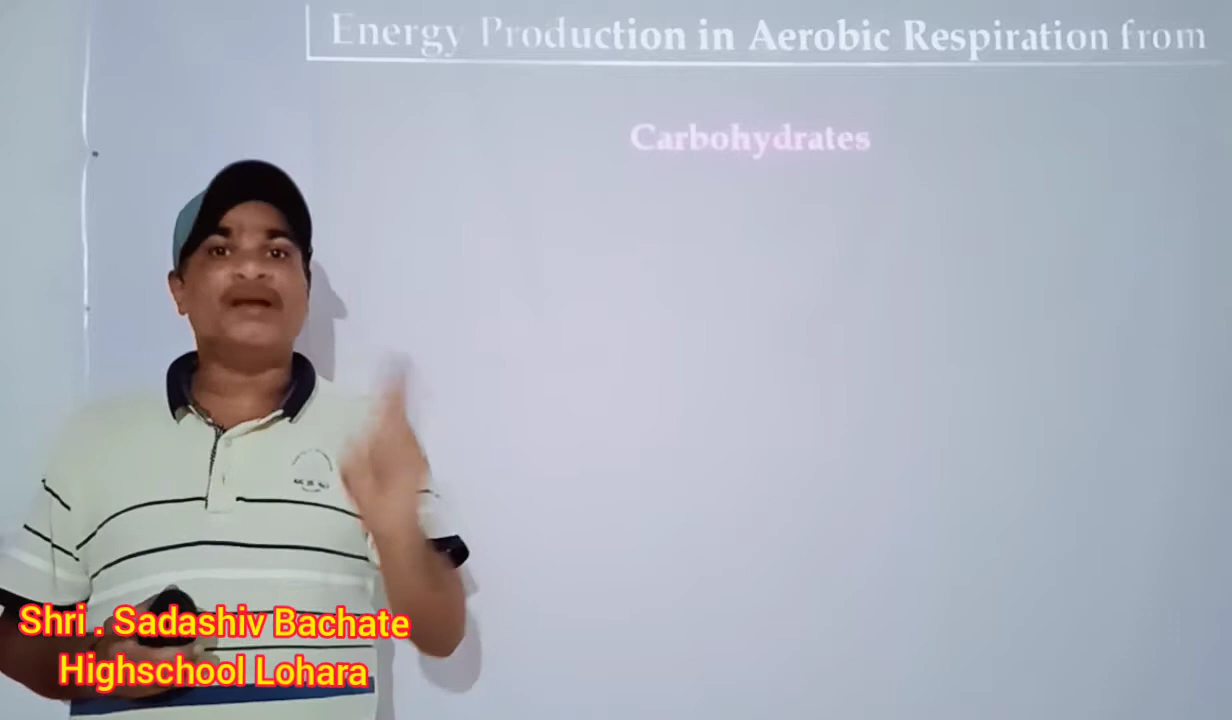 Energy Production in Aerobic Respiration from
Carbohydrates
Shri . Sadashiv Bachate
Highschool Lohara